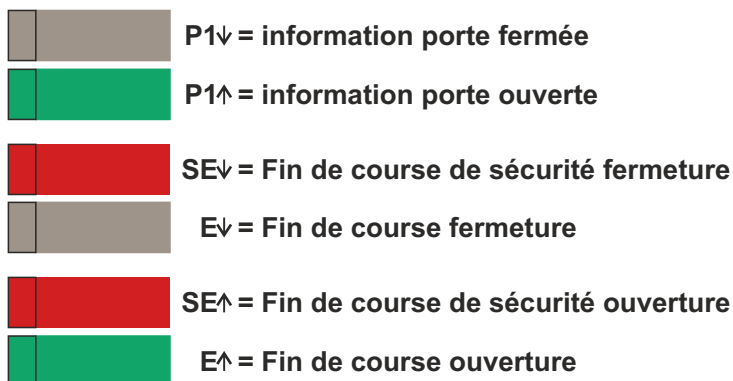 P1↓ = information porte fermée
P1↑ = information porte ouverte
SE↓ = Fin de course de sécurité fermeture
E↓ = Fin de course fermeture
SE↑ = Fin de course de sécurité ouverture
E↑ = Fin de course ouverture